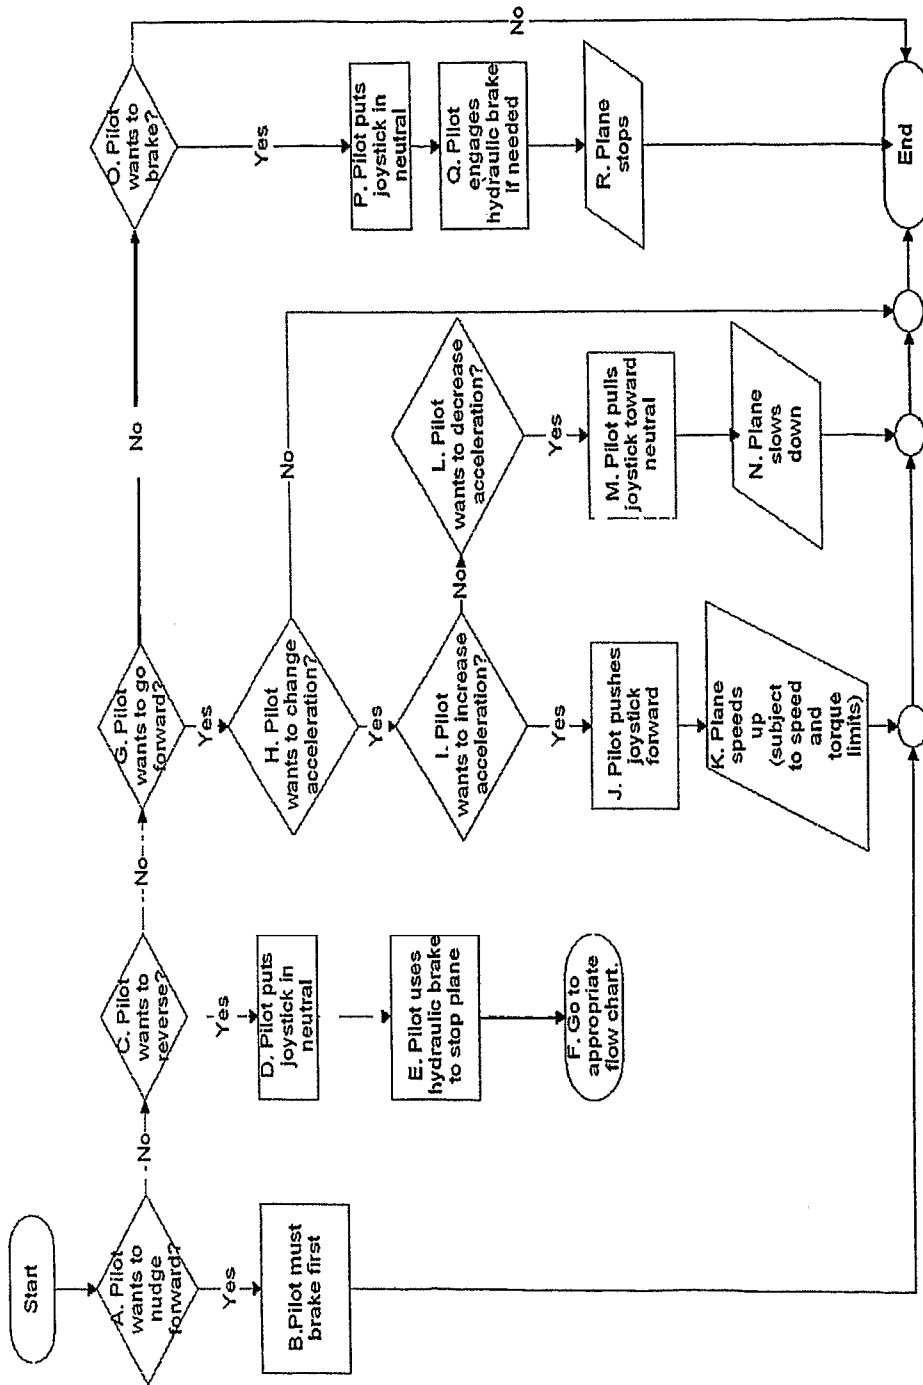 Start
A. Pilot
wants to
nudge
forward?
No
Yes
B.Pilot must
brake first
C. Pilot
wants to
reverse?
No
Yes
D. Pilot puts
joystick in
neutral
E. Pilot uses
hydraulic brake
to stop plane
F. Go to
appropriate
flow chart.
G. Pilot
wants to go
forward?
No
Yes
H. Pilot
wants to change
acceleration?
No
Yes
I. Pilot
wants to increase
acceleration?
No
Yes
J. Pilot pushes
joystick
forward
K. Plane
speeds
up
(subject
to speed
and
torque
limits)
L. Pilot
wants to decrease
acceleration?
Yes
M. Pilot pulls
joystick toward
neutral
N. Plane
slows
down
O. Pilot
wants to
brake?
No
Yes
P. Pilot puts
joystick in
neutral
Q. Pilot
engages
hydraulic brake
if needed
R. Plane
stops
End